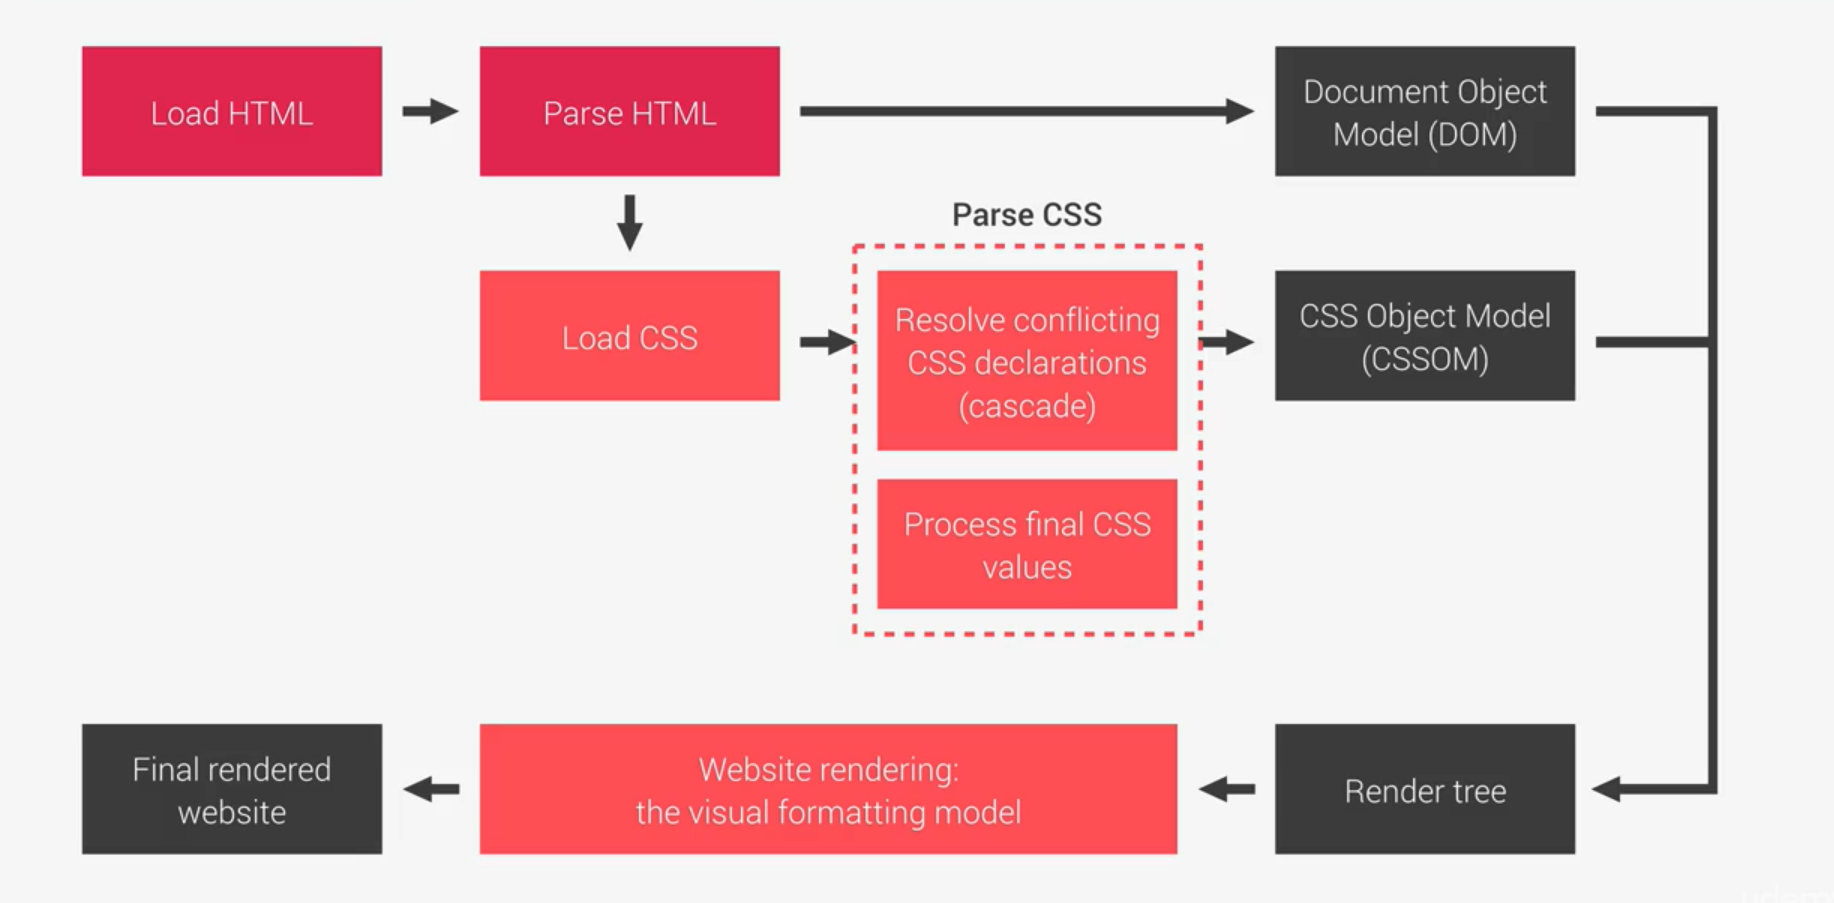 Load HTML
Parse HTML
Document Object
Model (DOM)
Parse CSS
Load CSS
Resolve conflicting
CSS declarations
(cascade)
CSS Object Model
(CSSOM)
Process final CSS
values
Final rendered
website
Website rendering:
the visual formatting model
Render tree